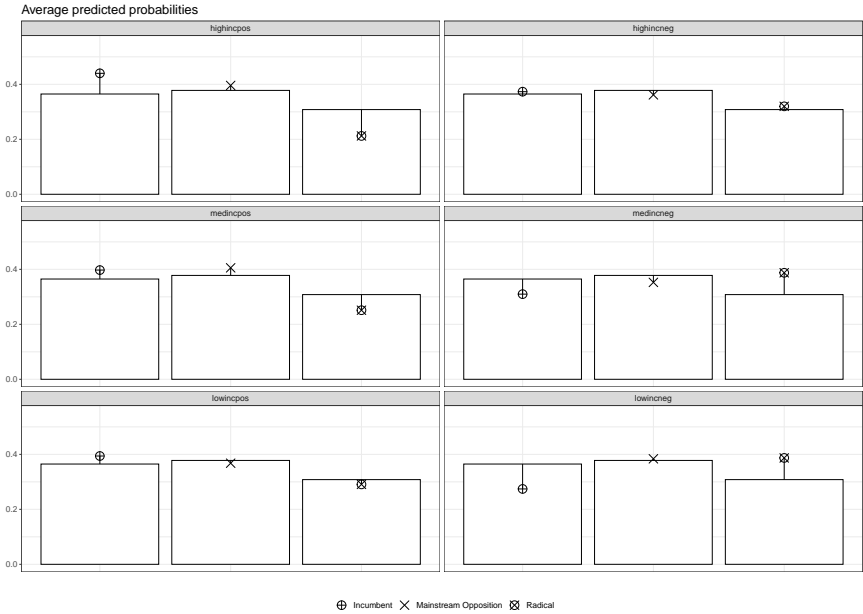 Average predicted probabilities
highincpos highincneg
0.4
0.2
0.0
medincpos medincneg
0.4
0.2
0.0
lowincpos lowincneg
0.4
0.2
0.0
Incumbent Mainstream Opposition Radical